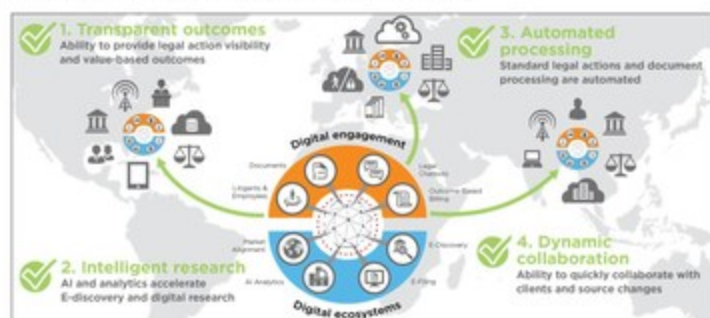 1. Transparent outcomes
Ability to provide legal action visibility
and value-based outcomes
3. Automated
processing
Standard legal actions and document
processing are automated
Digital engagement
Documents
Legal
Chatbots
Litigants &
Employees
Outcome-Based
Billing
Market
Alignment
E-Discovery
AI Analytics
E-Filing
Digital ecosystems
2. Intelligent research
AI and analytics accelerate
E-discovery and digital research
4. Dynamic
collaboration
Ability to quickly collaborate with
clients and source changes